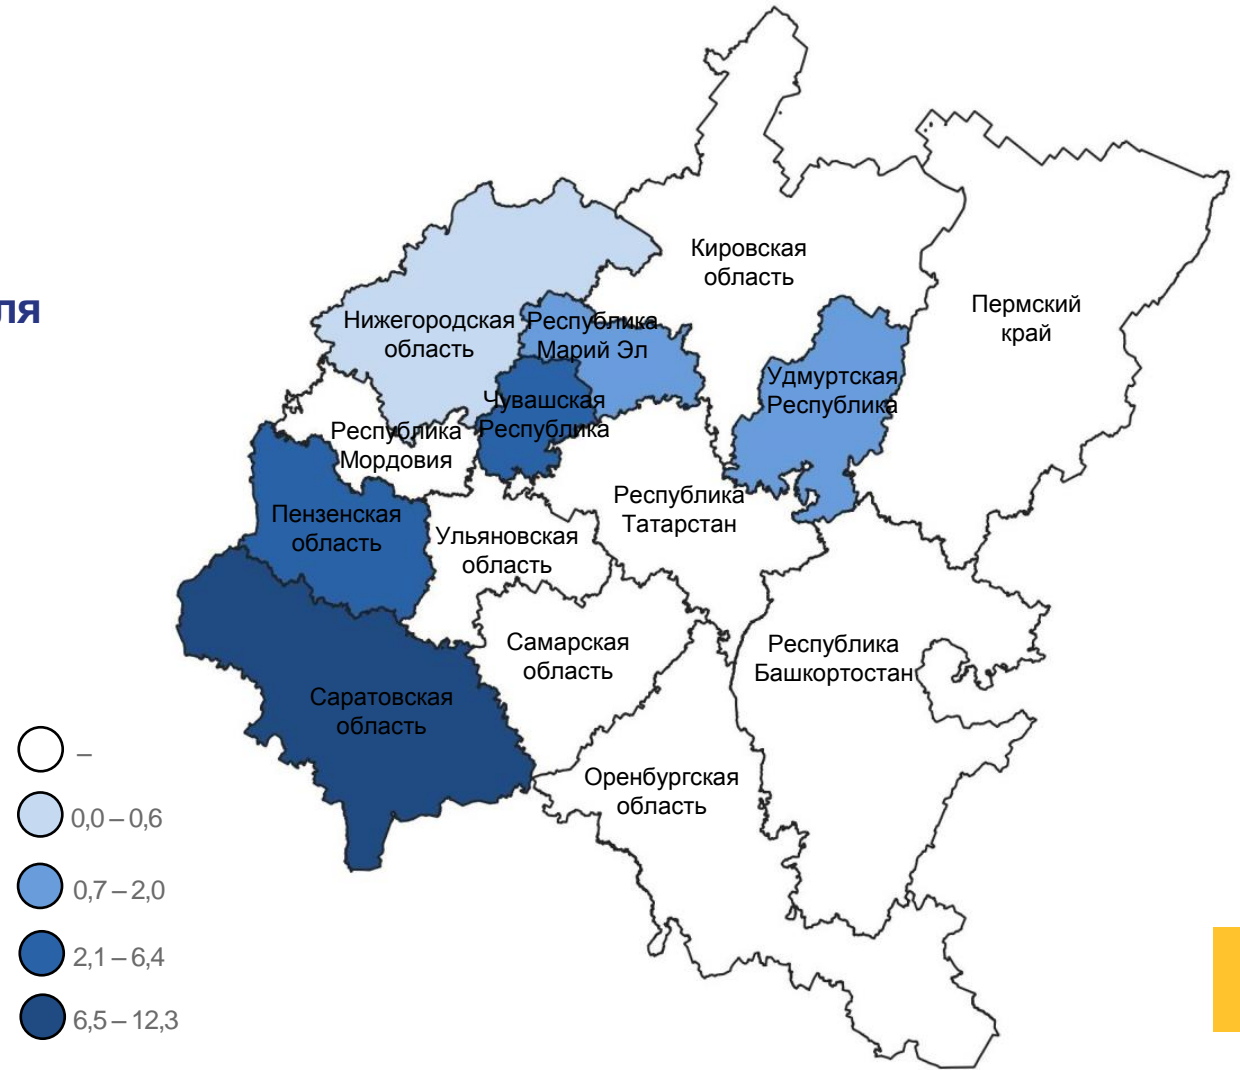 ля
Кировская
область
Пермский
край
Нижегородская
область
Республика
Марий Эл
Удмуртская
Республика
Чувашская
Республика
Республика
Мордовия
Республика
Татарстан
Пензенская
область
Ульяновская
область
Самарская
область
Республика
Башкортостан
Саратовская
область
Оренбургская
область
–
0,0 – 0,6
0,7 – 2,0
2,1 – 6,4
6,5 – 12,3